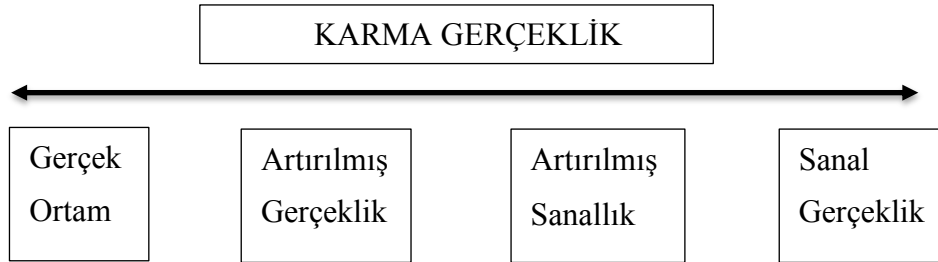 KARMA GERÇEKLİK
Gerçek
Ortam
Artırılmış
Gerçeklik
Artırılmış
Sanallık
Sanal
Gerçeklik